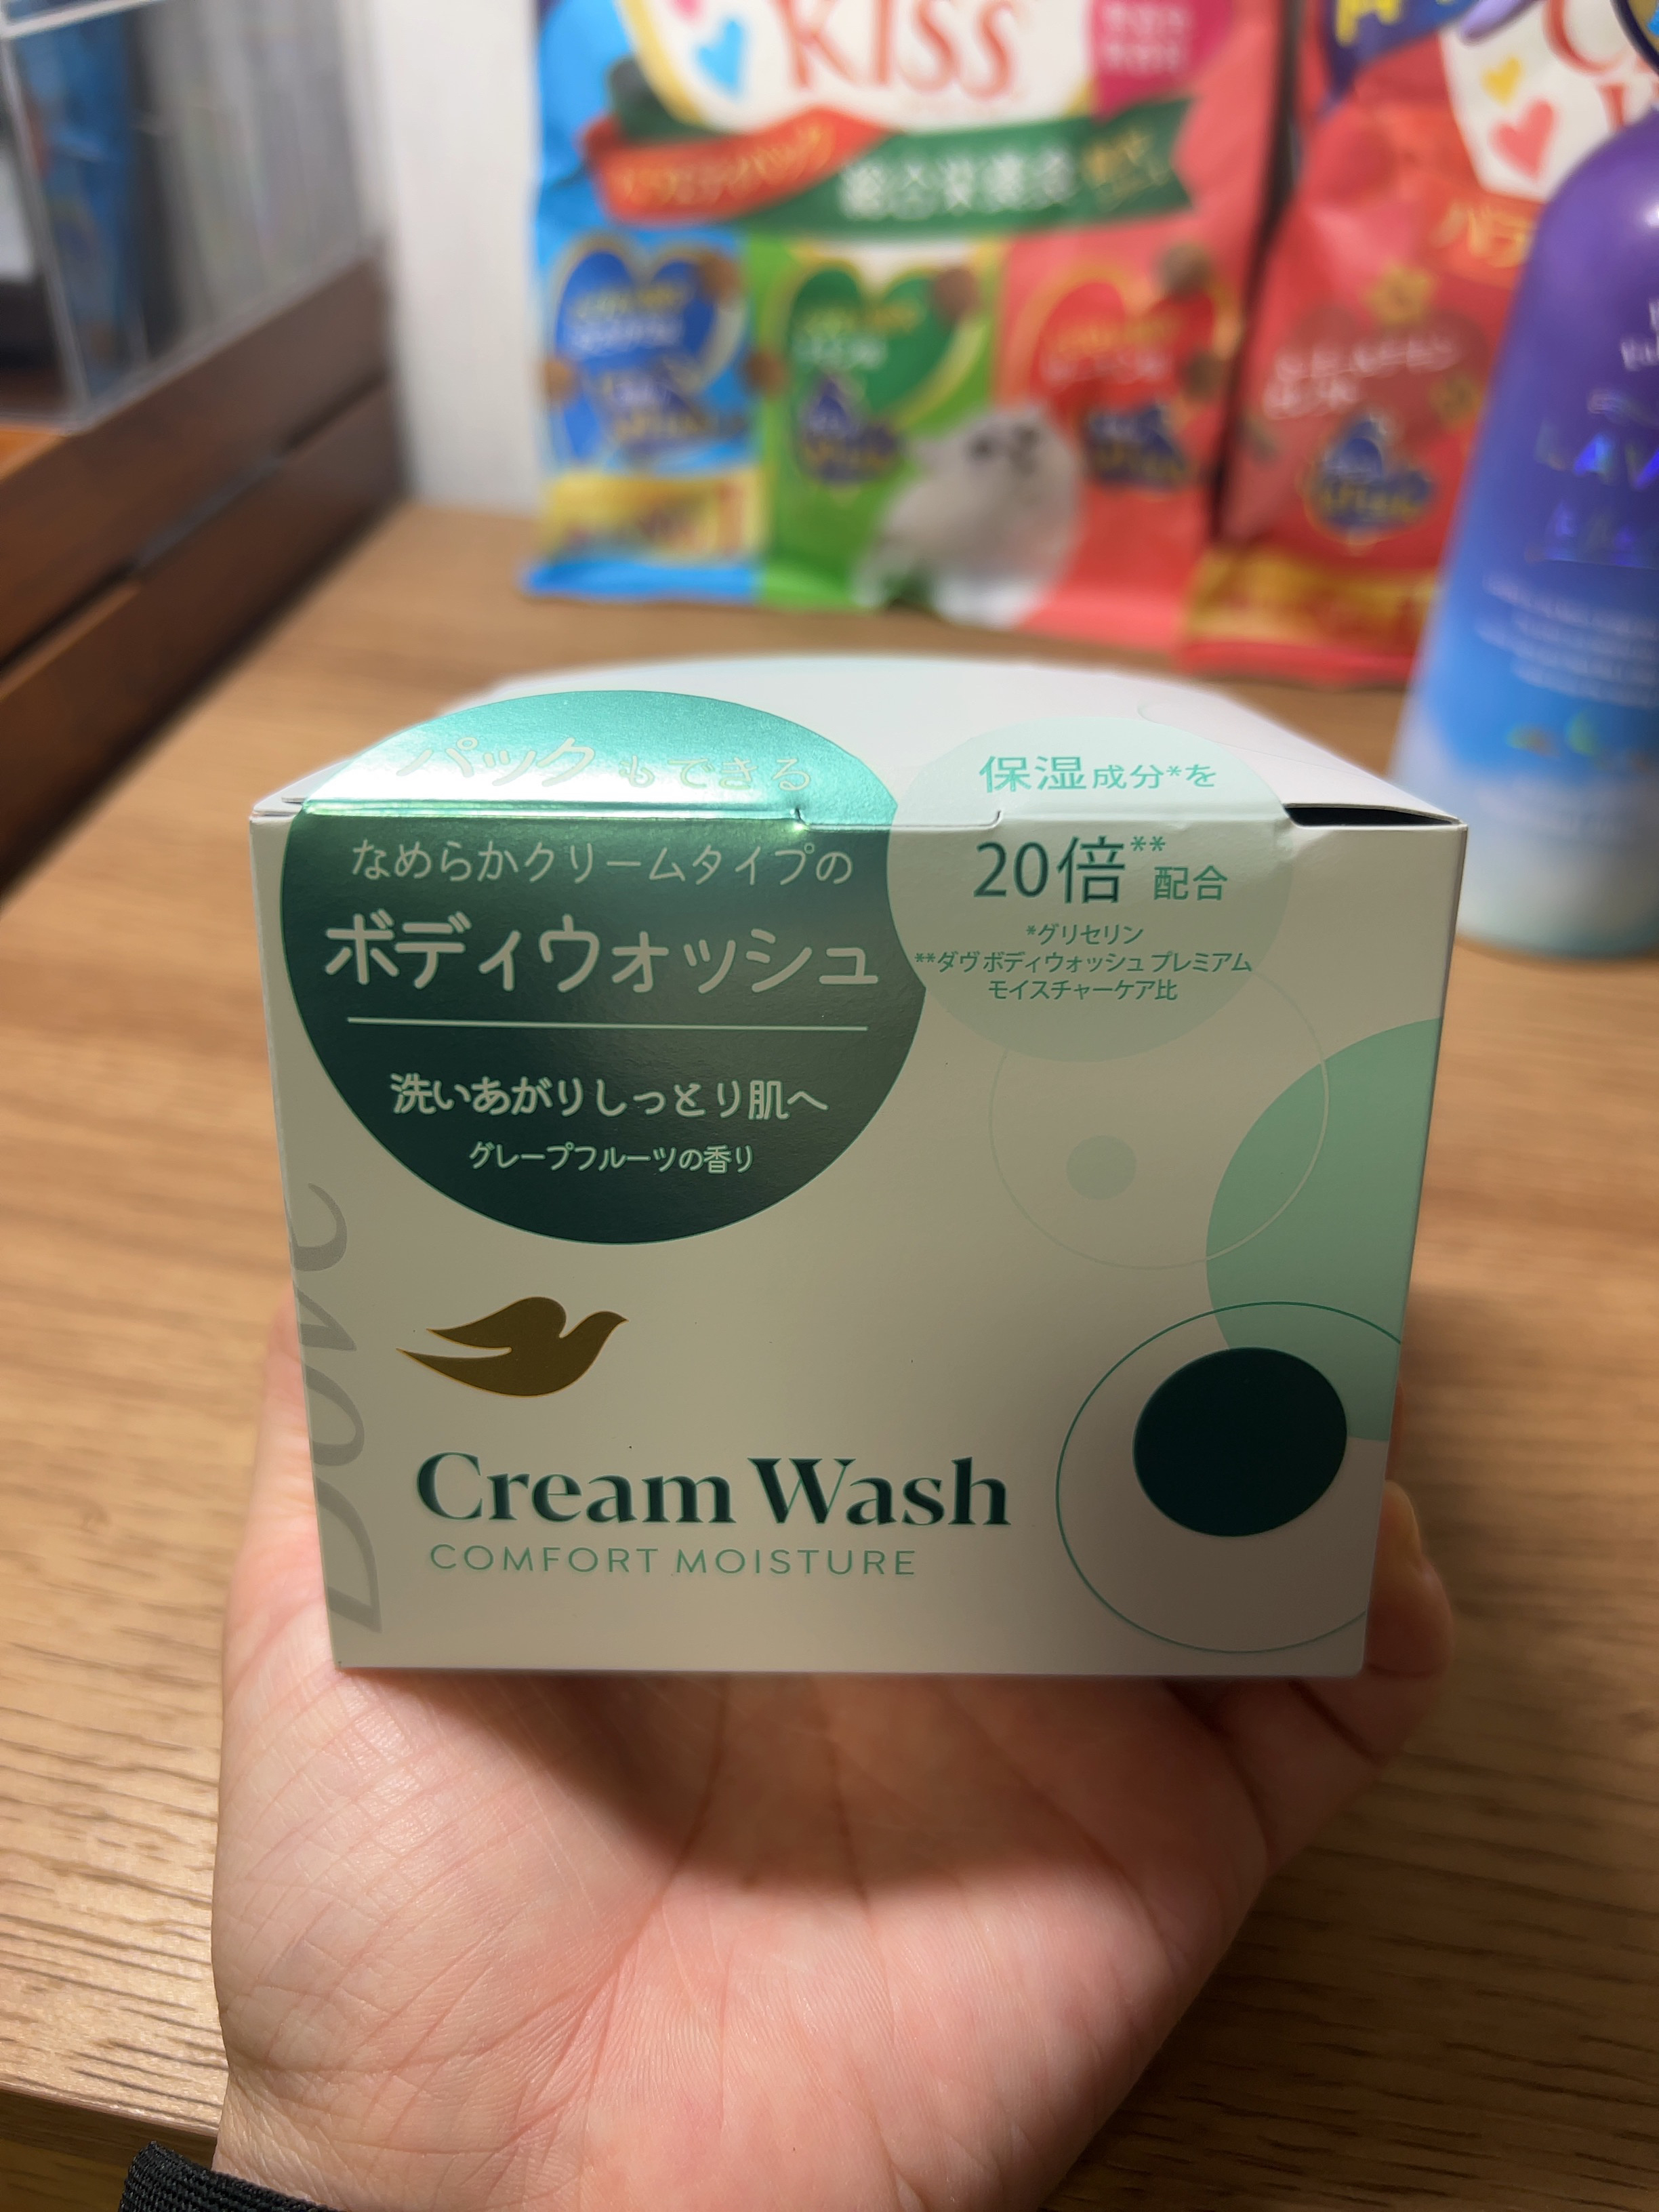 KISS
総合栄養食
パックもできる
なめらかクリームタイプの
ボディウォッシュ
洗いあがりしっとり肌へ
グレープフルーツの香り
保湿成分*を
20倍**配合
*グリセリン
**ダヴ ボディウォッシュ プレミアム
モイスチャーケア比
Dove
Cream Wash
COMFORT MOISTURE